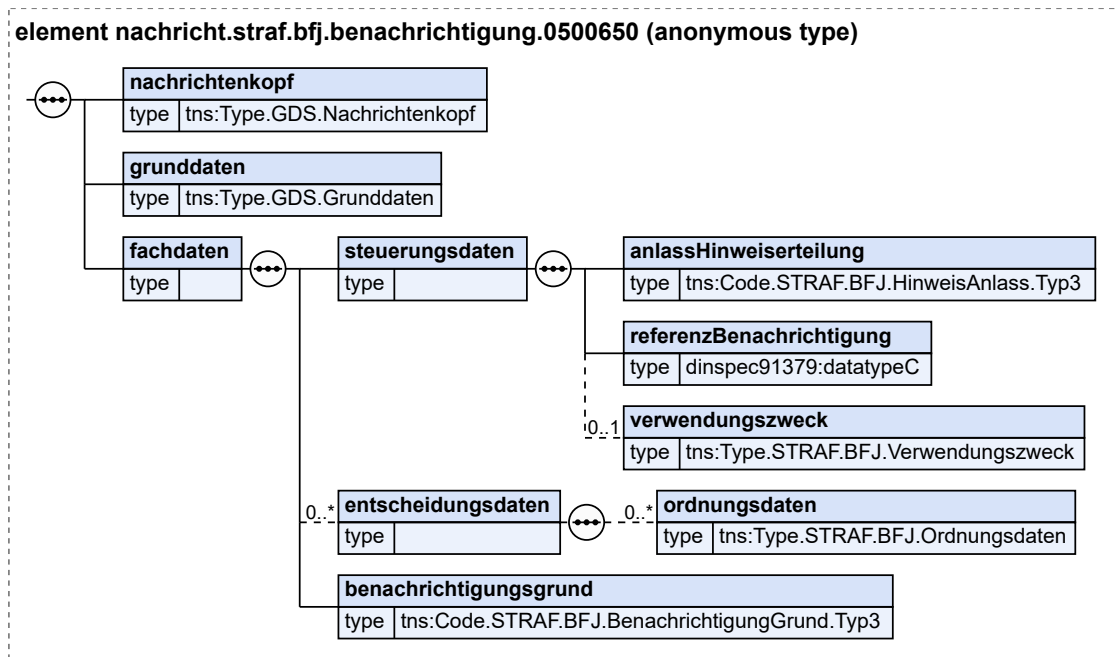 element nachricht.straf.bfj.benachrichtigung.0500650 (anonymous type)
nachrichtenkopf
type tns:Type.GDS.Nachrichtenkopf
grunddaten
type tns:Type.GDS.Grunddaten
fachdaten
type
steuerungsdaten
type
anlassHinweiserteilung
type tns:Code.STRAF.BFJ.HinweisAnlass.Typ3
referenzBenachrichtigung
type dinspec91379:datatypeC
0..1
verwendungszweck
type tns:Type.STRAF.BFJ.Verwendungszweck
0..*
entscheidungsdaten
type
0..*
ordnungsdaten
type tns:Type.STRAF.BFJ.Ordnungsdaten
benachrichtigungsgrund
type tns:Code.STRAF.BFJ.BenachrichtigungGrund.Typ3